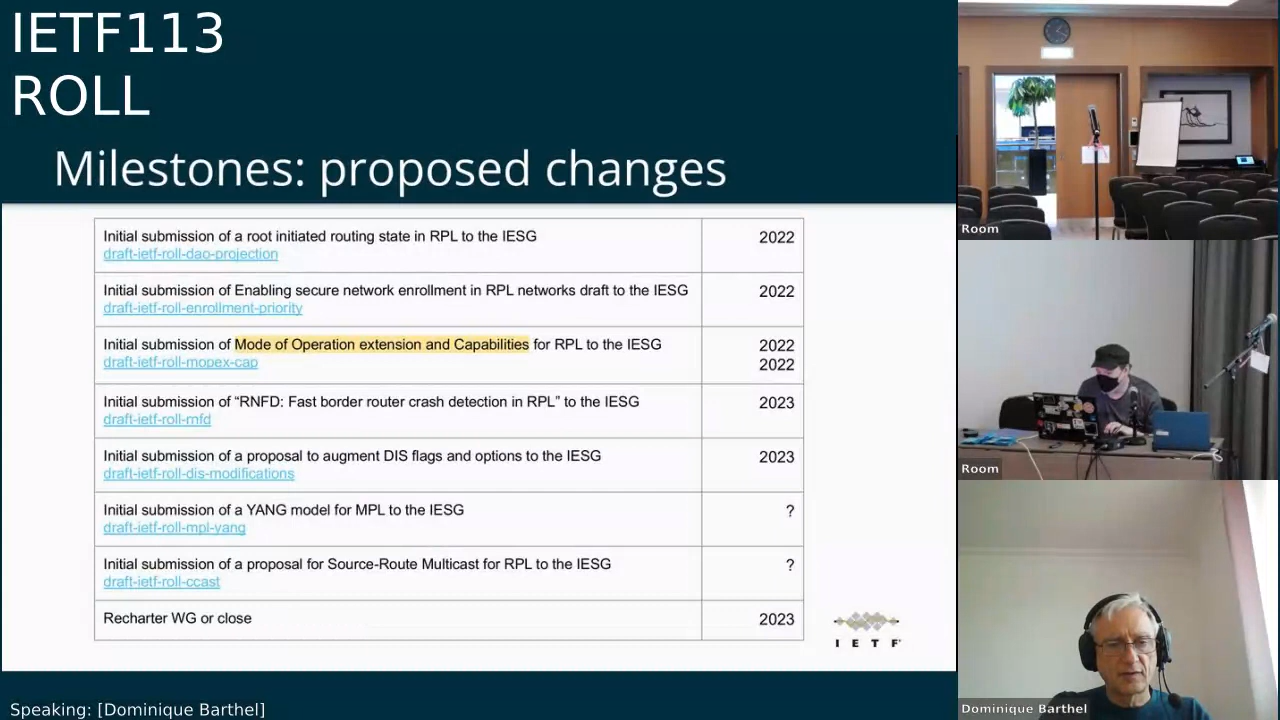 IETF113
ROLL
Milestones: proposed changes
Initial submission of a root initiated routing state in RPL to the IESG
draft-ietf-roll-dao-projection
2022
Initial submission of Enabling secure network enrollment in RPL networks draft to the IESG
draft-ietf-roll-enrollment-priority
2022
Initial submission of Mode of Operation extension and Capabilities for RPL to the IESG
draft-ietf-roll-mopex-cap
2022
2022
Initial submission of “RNFD: Fast border router crash detection in RPL” to the IESG
draft-ietf-roll-rnfd
2023
Initial submission of a proposal to augment DIS flags and options to the IESG
draft-ietf-roll-dis-modifications
2023
Initial submission of a YANG model for MPL to the IESG
draft-ietf-roll-mpl-yang
?
Initial submission of a proposal for Source-Route Multicast for RPL to the IESG
draft-ietf-roll-ccast
?
Recharter WG or close
2023
I E T F
Speaking: [Dominique Barthel]
Room
Room
Dominique Barthel